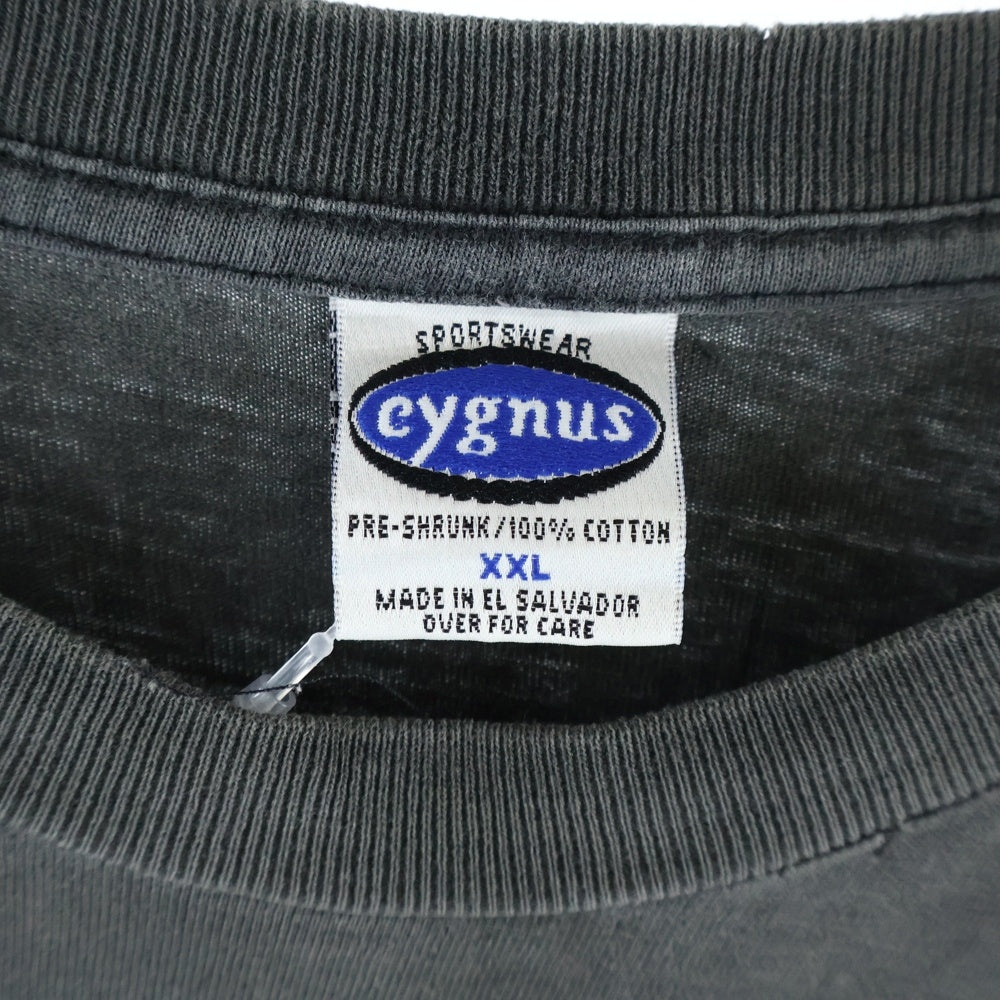 SPORTSWEAR
cygnus
PRE-SHRUNK/100% COTTON
XXL
MADE IN EL SALVADOR
OVER FOR CARE